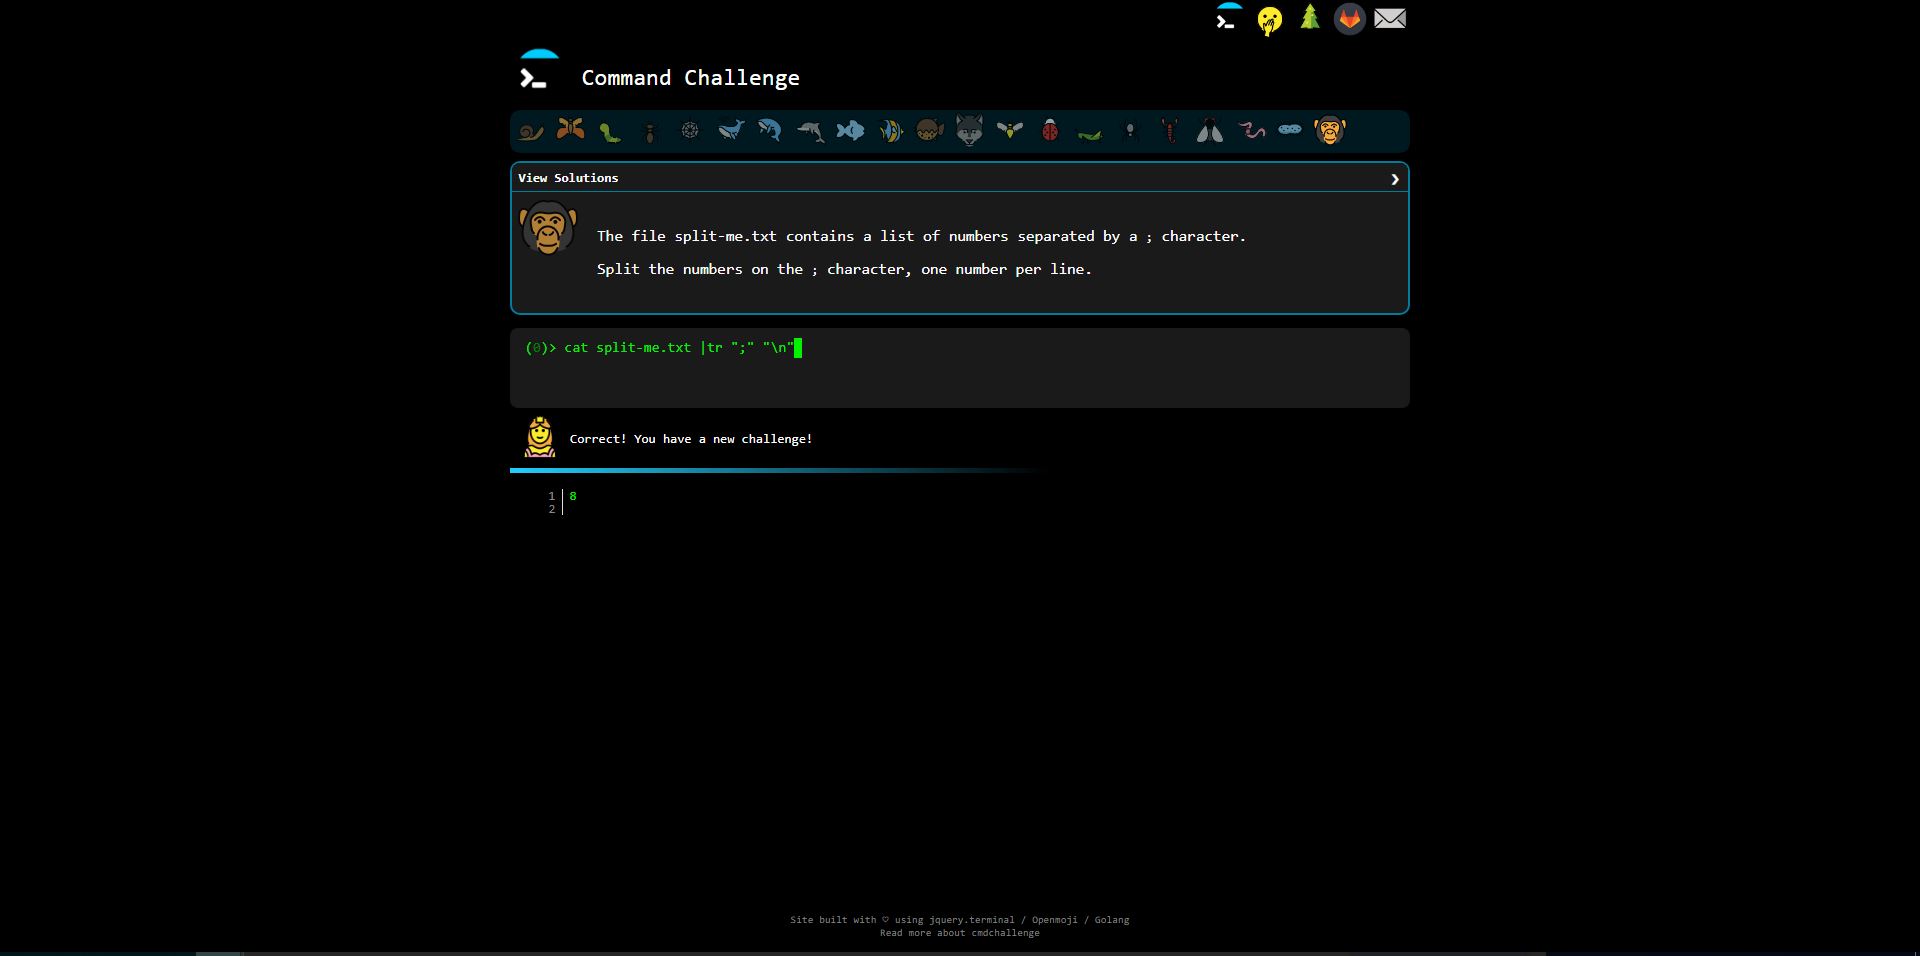 Command Challenge
View Solutions
The file split-me.txt contains a list of numbers separated by a ; character.
Split the numbers on the ; character, one number per line.
(0)> cat split-me.txt |tr ";" "\n"
Correct! You have a new challenge!
1 8
2
Site built with ♡ using jquery.terminal / Openmoji / Golang
Read more about cmdchallenge